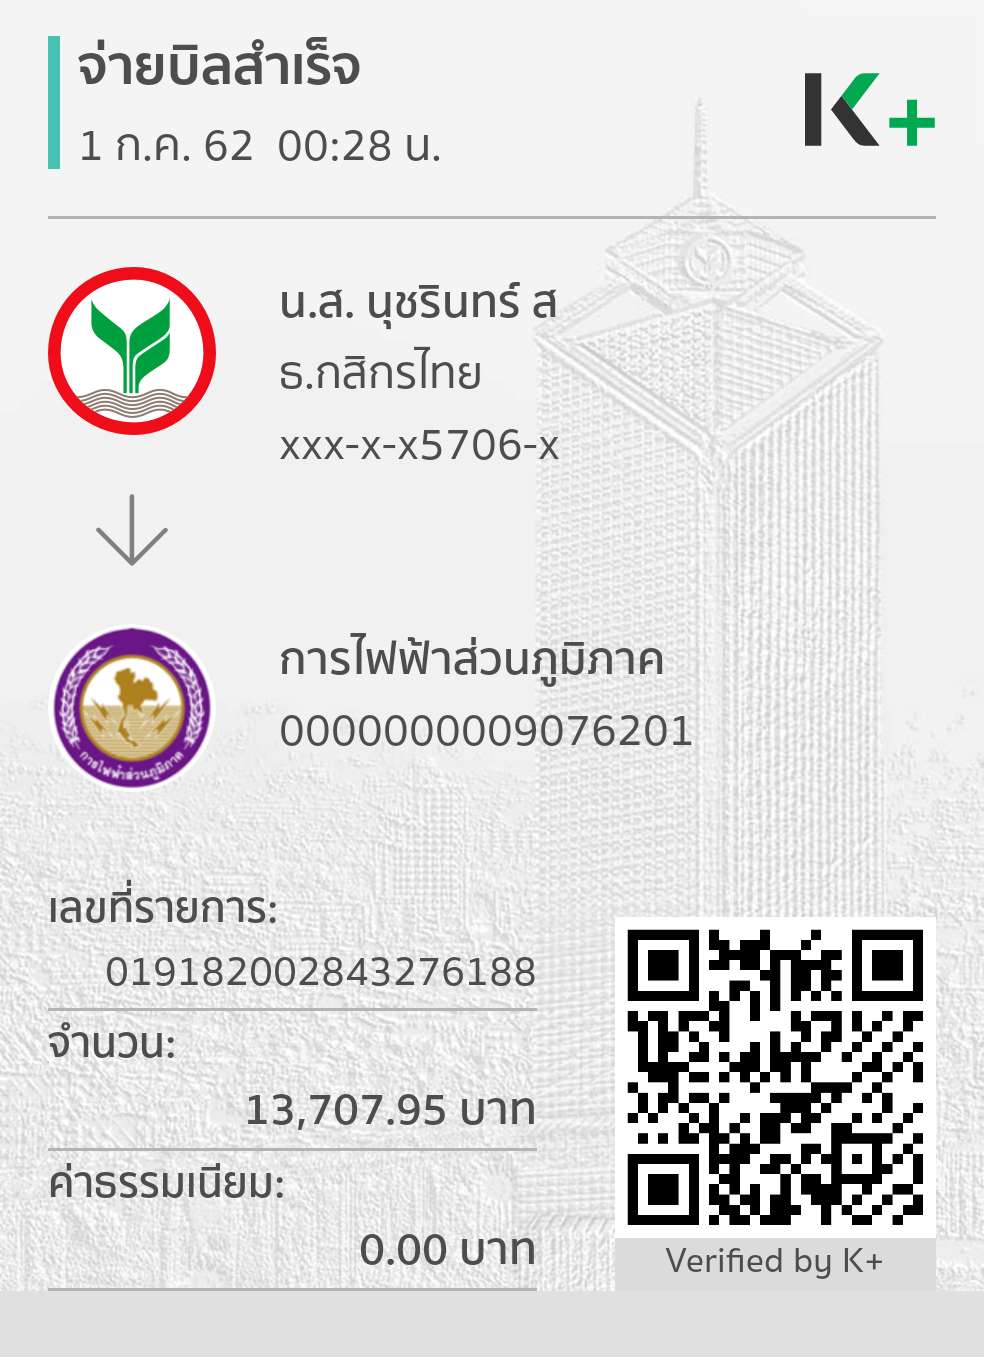 จ่ายบิลสำเร็จ
1 ก.ค. 62 00:28 น.
K+
น.ส. นุชรินทร์ ส
ธ.กสิกรไทย
xxx-x-x5706-x
การไฟฟ้าส่วนภูมิภาค
0000000009076201
การไฟฟ้าส่วนภูมิภาค
เลขที่รายการ:
019182002843276188
จำนวน:
13,707.95 บาท
ค่าธรรมเนียม:
0.00 บาท
Verified by K+